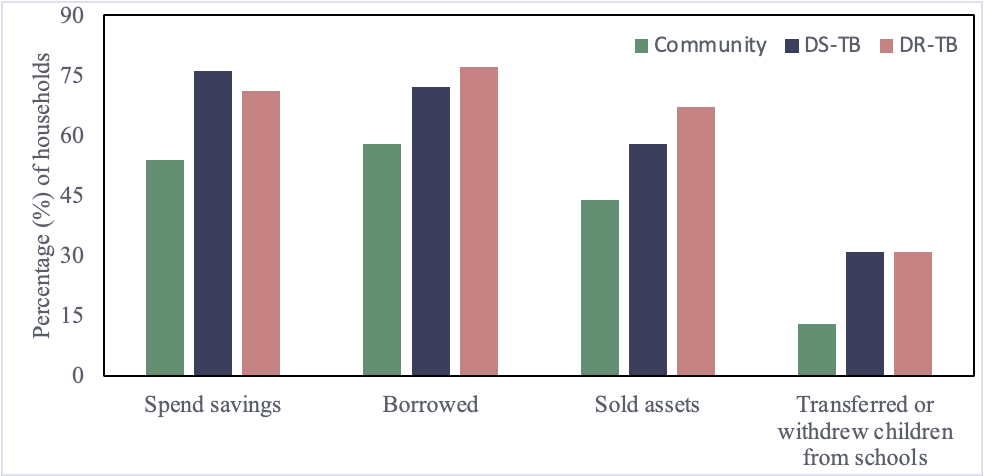 Percentage (%) of households
90
75
60
45
30
15
0
Community DS-TB DR-TB
Spend savings Borrowed Sold assets Transferred or
withdrew children
from schools